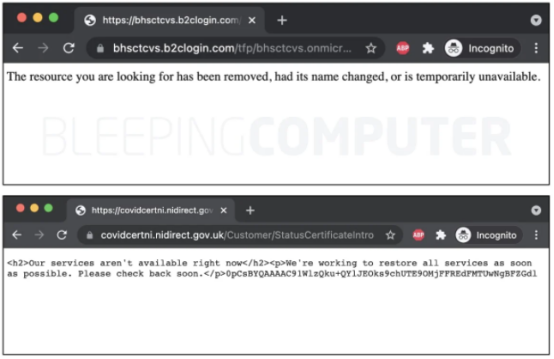 https://bhsctcvs.b2clogin.com/
bhsctcvs.b2clogin.com/tfp/bhsctcvs.onmicr...
ABP
Incognito
The resource you are looking for has been removed, had its name changed, or is temporarily unavailable.
BLEEPINGCOMPUTER
https://covidcertni.nidirect.gov
covidcertni.nidirect.gov.uk/Customer/StatusCertificateIntro
ABP
Incognito
<h2>Our services aren't available right now</h2><p>We're working to restore all services as soon
as possible. Please check back soon.</p>